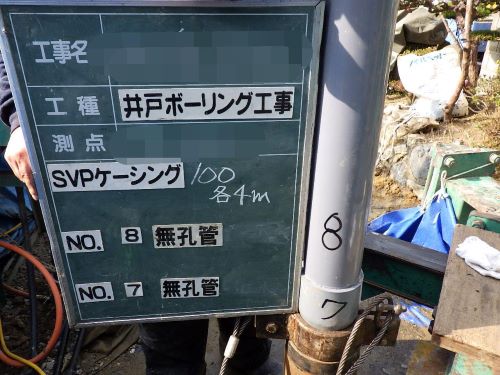 工事名
工種 井戸ボーリング工事
測点
SVPケーシング 100
各4m
NO. 8 無孔管
NO. 7 無孔管
8
7